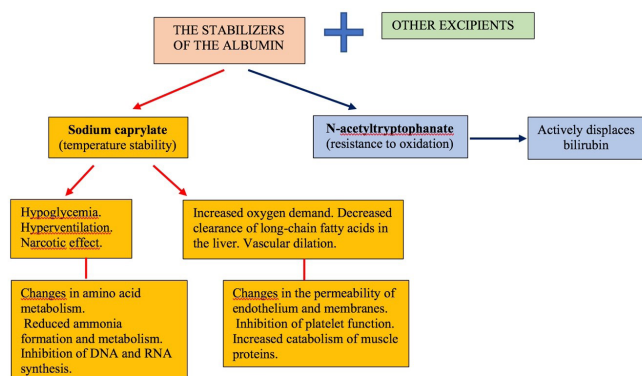 THE STABILIZERS
OF THE ALBUMIN
OTHER EXCIPIENTS
Sodium caprylate
(temperature stability)
N-acetyltryptophanate
(resistance to oxidation)
Actively displaces
bilirubin
Hypoglycemia.
Hyperventilation.
Narcotic effect.
Increased oxygen demand. Decreased
clearance of long-chain fatty acids in
the liver. Vascular dilation.
Changes in amino acid
metabolism.
Reduced ammonia
formation and metabolism.
Inhibition of DNA and RNA
synthesis.
Changes in the permeability of
endothelium and membranes.
Inhibition of platelet function.
Increased catabolism of muscle
proteins.